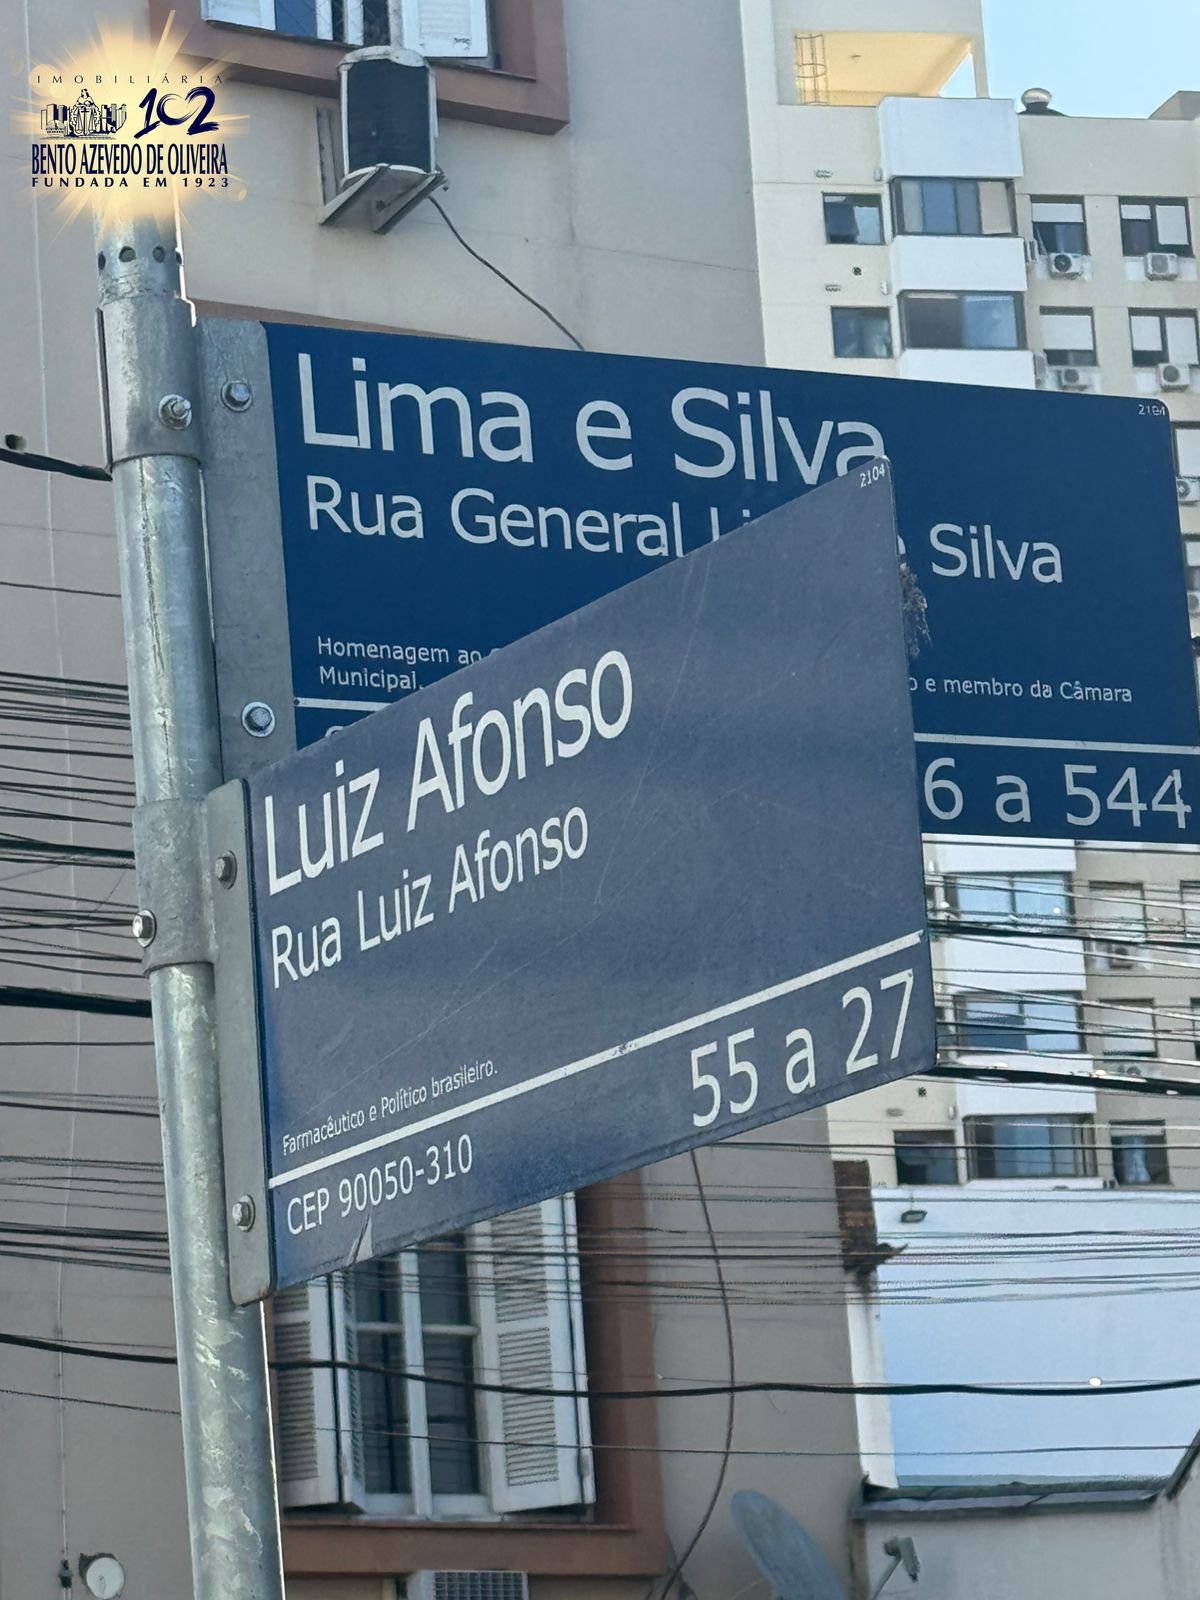 IMOBILIÁRIA
102
BENTO AZEVEDO DE OLIVEIRA
FUNDADA EM 1923
2104
Lima e Silva
Rua General Silva
Homenagem ao
e membro da Câmara
Municipal.
6 a 544
2104
Luiz Afonso
Rua Luiz Afonso
Farmacêutico e Político brasileiro.
CEP 90050-310
55 a 27